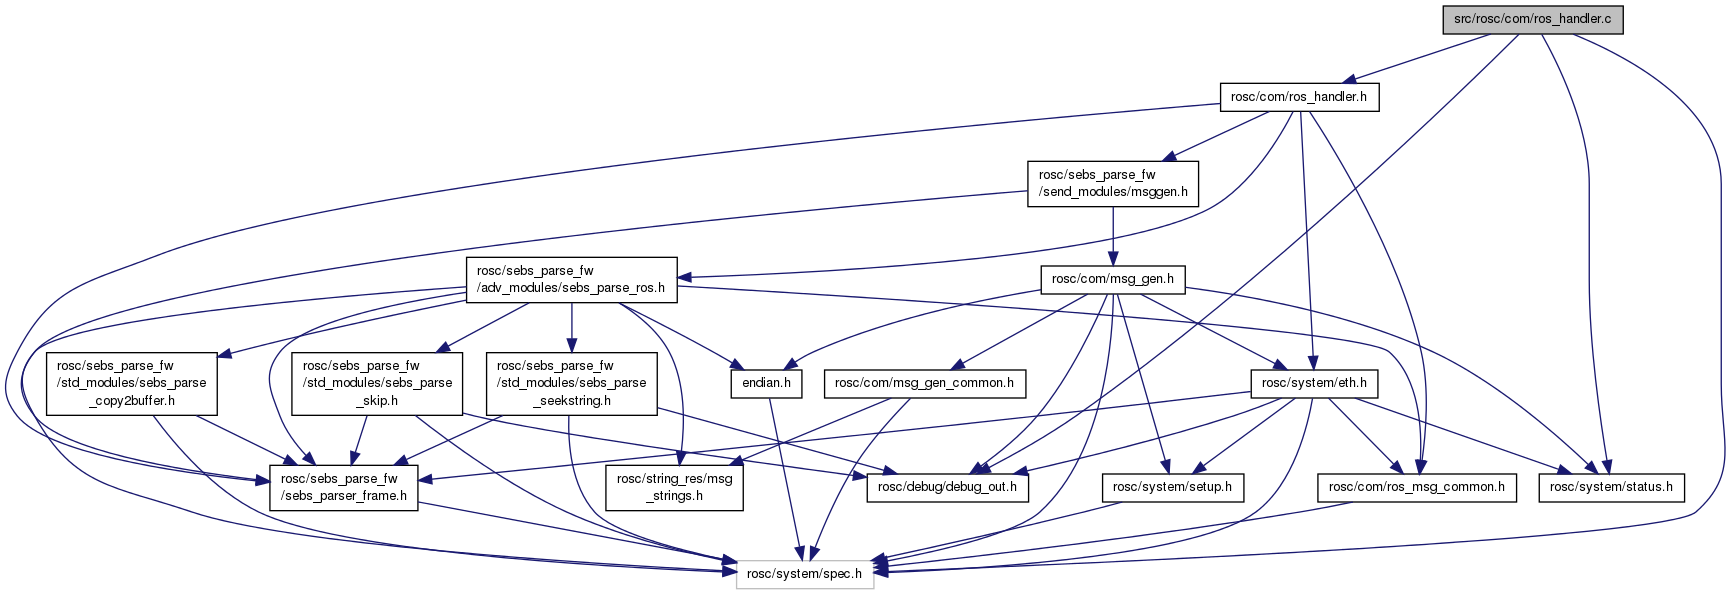 src/rosc/com/ros_handler.c
rosc/com/ros_handler.h
rosc/sebs_parse_fw
/send_modules/msggen.h
rosc/sebs_parse_fw
/adv_modules/sebs_parse_ros.h
rosc/com/msg_gen.h
rosc/sebs_parse_fw
/std_modules/sebs_parse
_copy2buffer.h
rosc/sebs_parse_fw
/std_modules/sebs_parse
_skip.h
rosc/sebs_parse_fw
/std_modules/sebs_parse
_seekstring.h
endian.h
rosc/com/msg_gen_common.h
rosc/system/eth.h
rosc/sebs_parse_fw
/sebs_parser_frame.h
rosc/string_res/msg
_strings.h
rosc/debug/debug_out.h
rosc/system/setup.h
rosc/com/ros_msg_common.h
rosc/system/status.h
rosc/system/spec.h